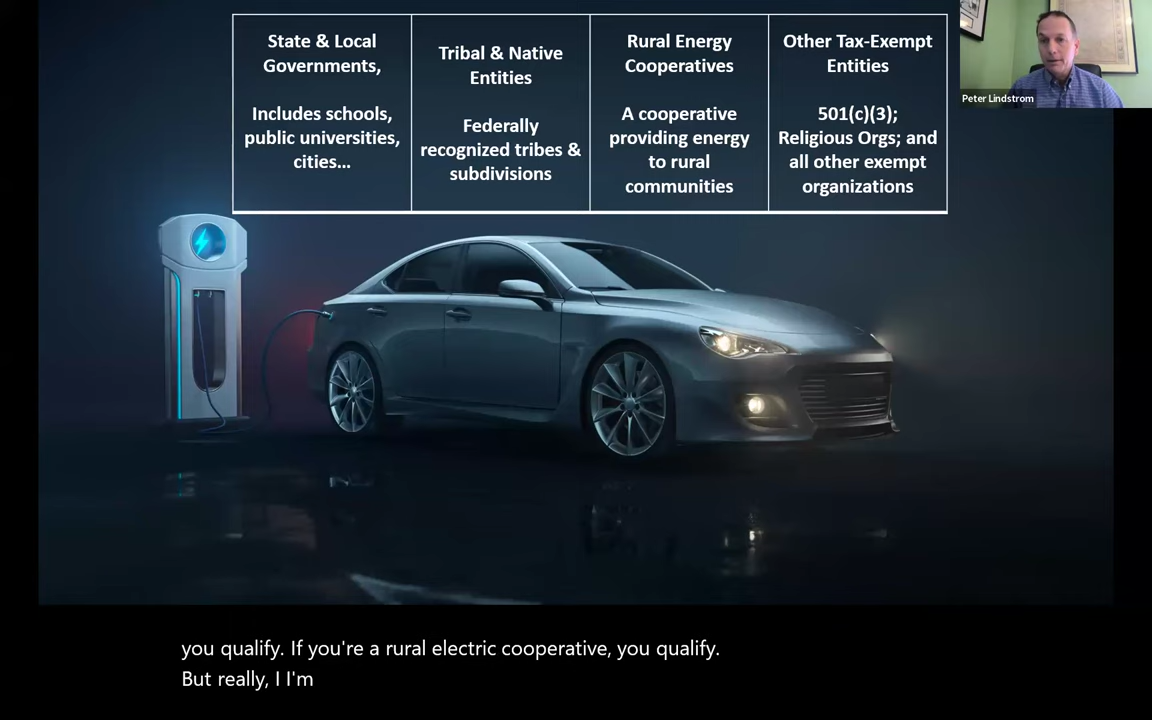 State & Local
Governments,
Includes schools,
public universities,
cities...
Tribal & Native
Entities
Federally
recognized tribes &
subdivisions
Rural Energy
Cooperatives
A cooperative
providing energy
to rural
communities
Other Tax-Exempt
Entities
501(c)(3);
Religious Orgs; and
all other exempt
organizations
Peter Lindstrom
you qualify. If you're a rural electric cooperative, you qualify.
But really, I I'm